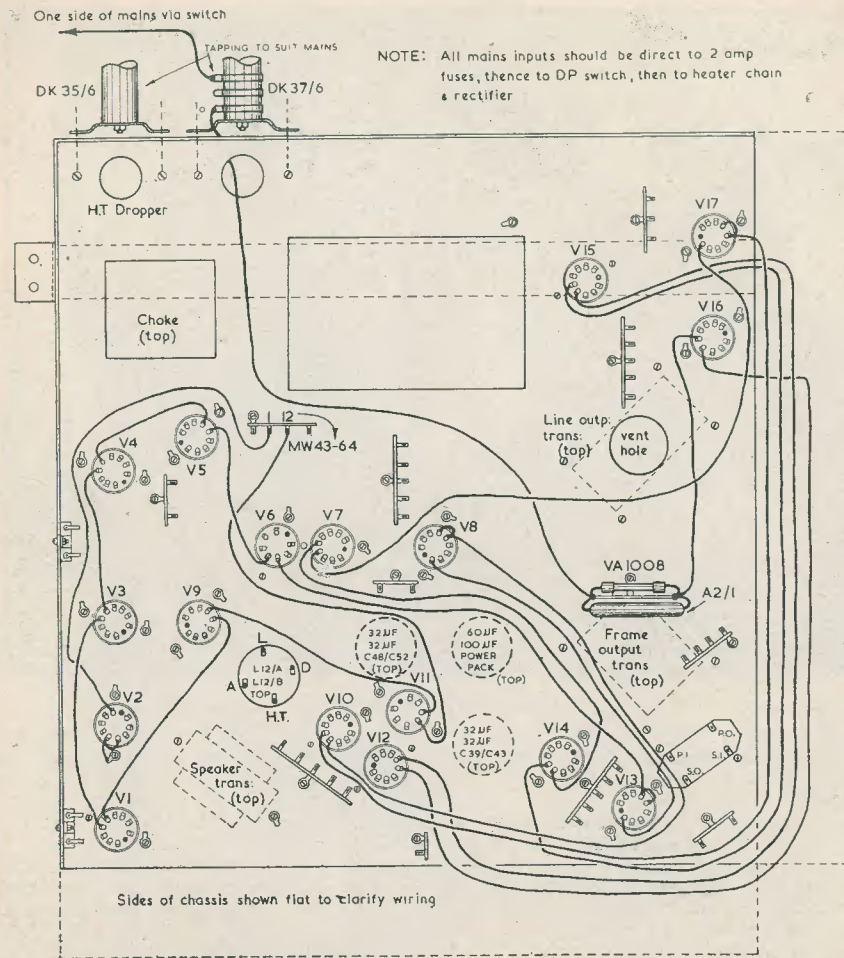 One side of mains via switch
TAPPING TO SUIT MAINS
NOTE: All mains inputs should be direct to 2 amp
fuses, thence to DP switch, then to heater chain
& rectifier
DK 35/6
DK 37/6
H.T. Dropper
V17
V15
V16
Choke
(top)
1 12
MW43-64
Line outp:
trans:
(top)
vent
hole
V4
V5
V6
V7
V8
VA1008
A2/1
V3
V9
Frame
output
trans:
(top)
32μF
32μF
C48/C52
(TOP)
60μF
100μF
POWER
PACK
(TOP)
L
L12/A
L12/B
TOP
A
D
H.T.
V2
V11
V10
V12
32μF
32μF
C39/C43/
(TOP)
V14
P.O.
P.I.
S.I.
S.O.
V13
Speaker
trans:
(top)
V1
Sides of chassis shown flat to clarify wiring